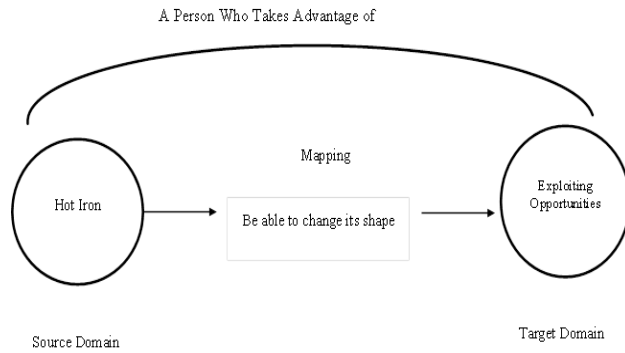 A Person Who Takes Advantage of
Mapping
Hot Iron
Be able to change its shape
Exploiting
Opportunities
Source Domain
Target Domain